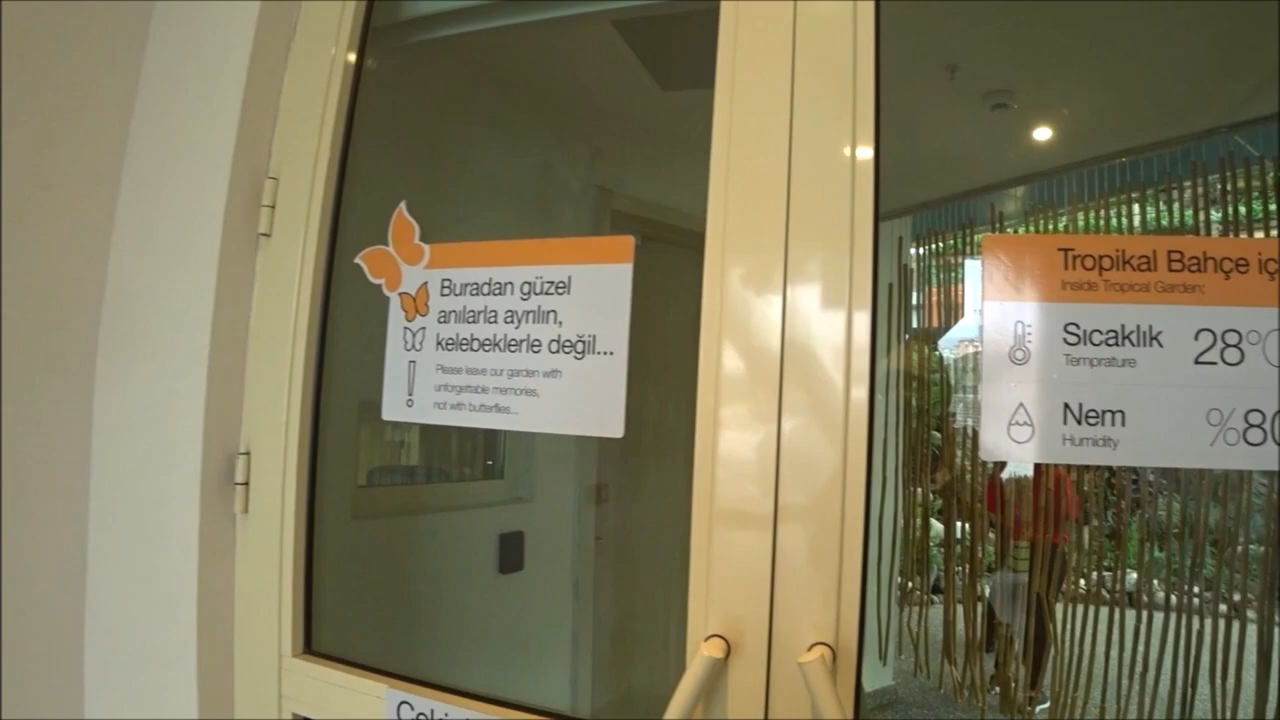 Buradan güzel
anılarla ayrılın,
kelebeklerle değil...
Please leave our garden with
unforgettable memories,
not with butterflies...
Tropikal Bahçe iç
Inside Tropical Garden;
Sıcaklık 28°C
Temprature
Nem %80
Humidity